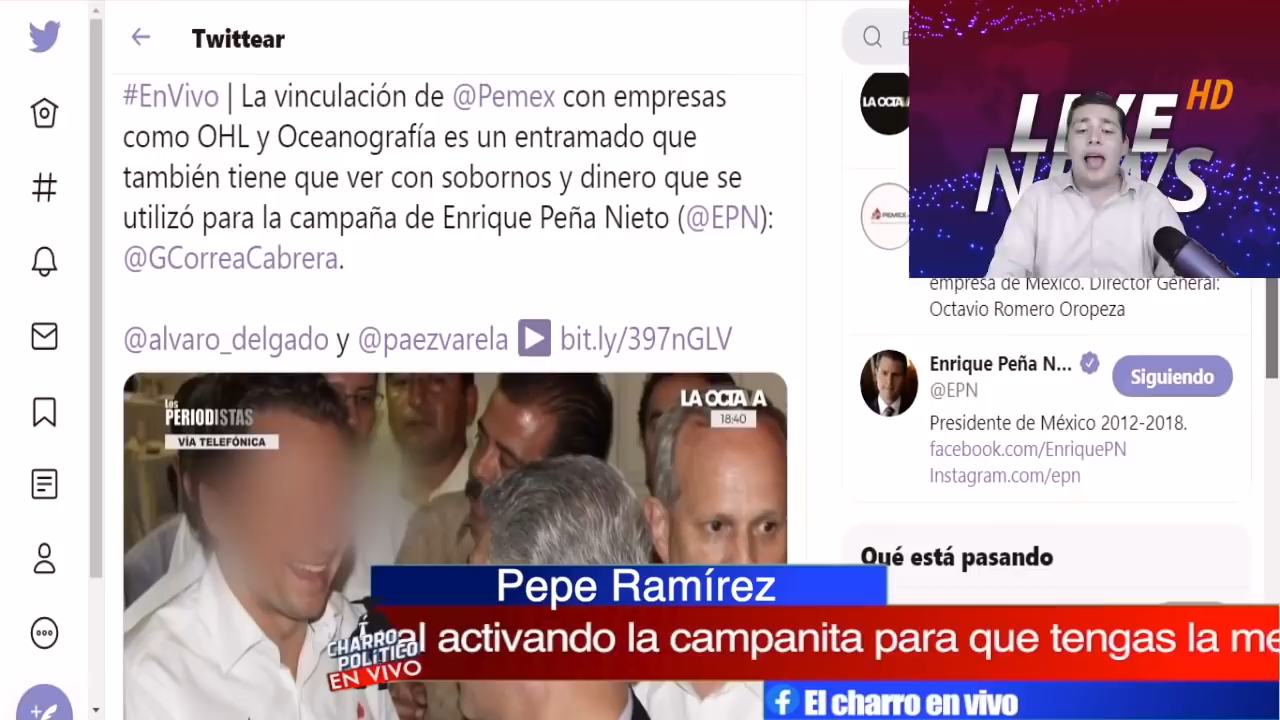 Twittear
#EnVivo | La vinculación de @Pemex con empresas
como OHL y Oceanografía es un entramado que
también tiene que ver con sobornos y dinero que se
utilizó para la campaña de Enrique Peña Nieto (@EPN):
@GCorreaCabrera.
@alvaro_delgado y @paezvarela ▶ bit.ly/397nGLV
Los
PERIODISTAS
VÍA TELEFÓNICA
LA OCTAVA
18:40
LA OCTA
PEMEX
LIVE HD
NEWS
empresa de México. Director General:
Octavio Romero Oropeza
Enrique Peña N...
@EPN
Siguiendo
Presidente de México 2012-2018.
facebook.com/EnriquePN
Instagram.com/epn
Qué está pasando
Pepe Ramírez
al activando la campanita para que tengas la me
CHARRO
POLÍTICO
EN VIVO
El charro en vivo